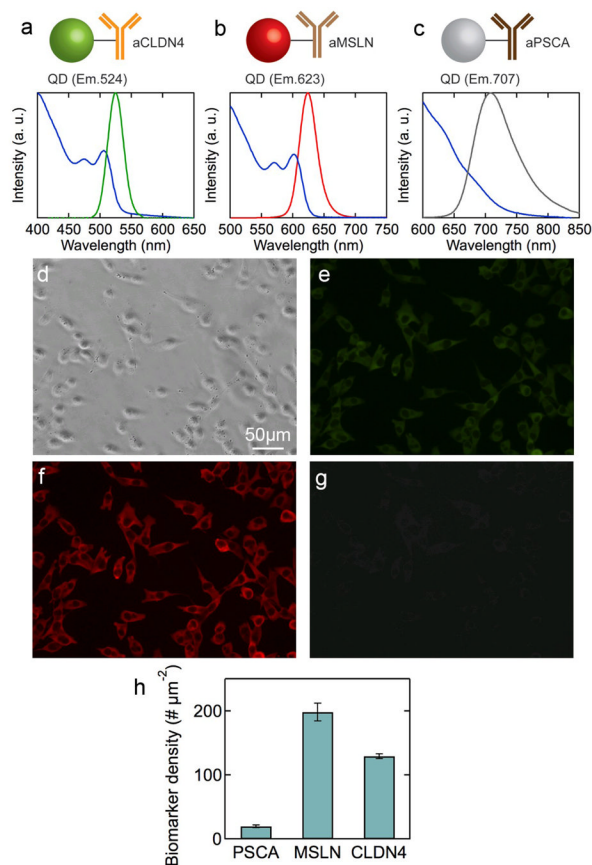 a
aCLDN4
QD (Em.524)
Intensity (a. u.)
400 450 500 550 600 650
Wavelength (nm)
b
aMSLN
QD (Em.623)
Intensity (a. u.)
500 550 600 650 700 750
Wavelength (nm)
c
aPSCA
QD (Em.707)
Intensity (a. u.)
600 650 700 750 800 850
Wavelength (nm)
d
50µm
e
f
g
h
Biomarker density (# µm⁻²)
200
100
0
PSCA MSLN CLDN4